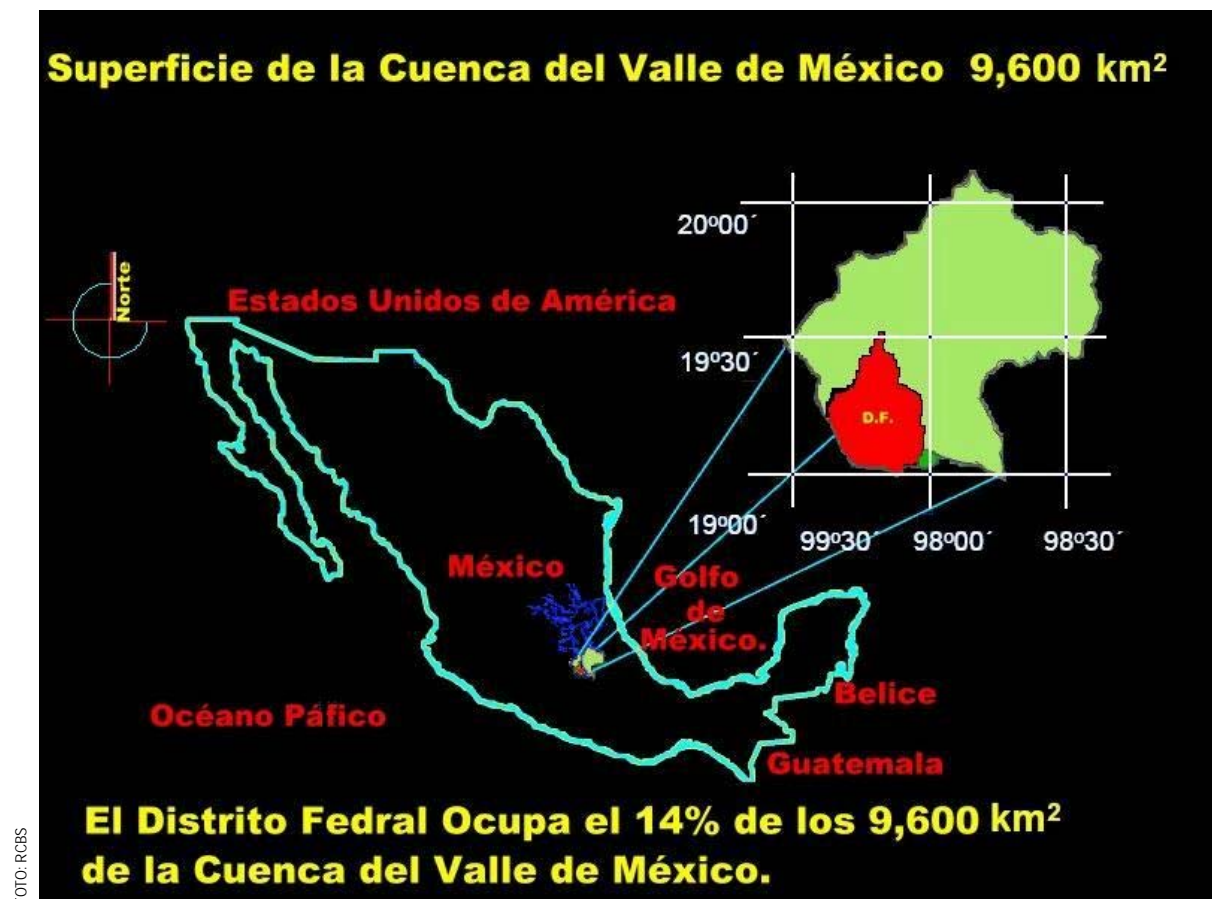 Superficie de la Cuenca del Valle de México 9,600 km²
20º00´
Norte
Estados Unidos de América
19º30´
D.F.
19º00´
99º30´
98º00´
98º30´
México
Golfo
de
México.
Belice
Océano Páfico
Guatemala
El Distrito Fedral Ocupa el 14% de los 9,600 km²
de la Cuenca del Valle de México.
OTO: RCBS